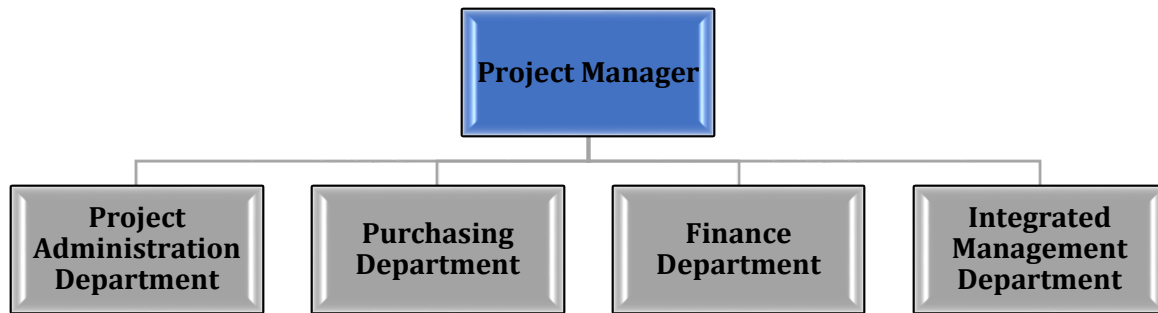 Project Manager
Project
Administration
Department
Purchasing
Department
Finance
Department
Integrated
Management
Department